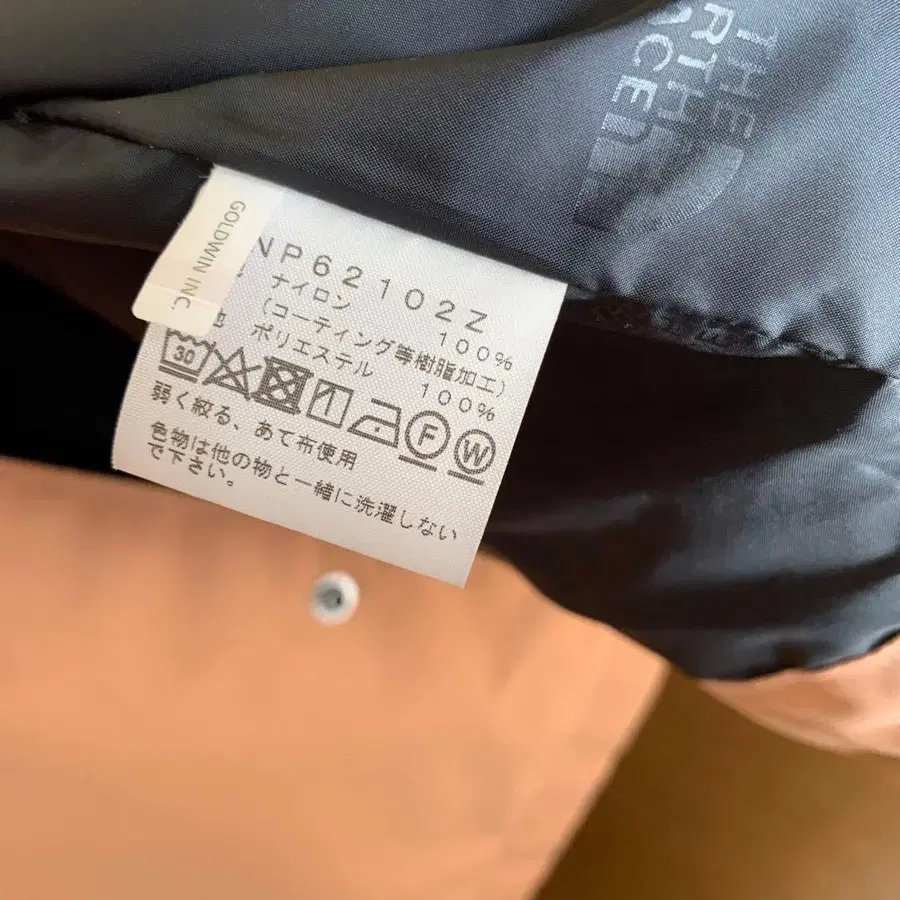 THE
RTH
ACE
GOLDWIN INC.
NP62102Z
ナイロン 100%
(コーティング等樹脂加工)
ポリエステル 100%
30
F
W
弱く絞る、あて布使用
色物は他の物と一緒に洗濯しない
で下さい。